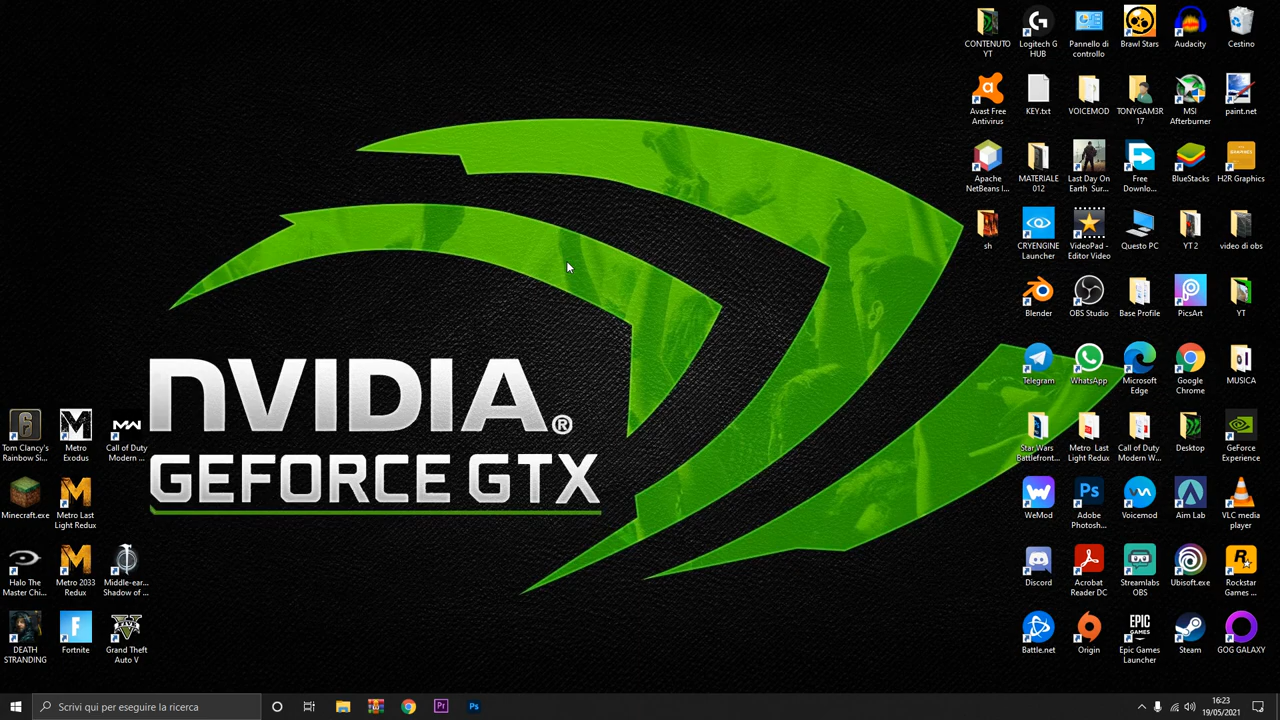 CONTENUTO
YT
Logitech G
HUB
Pannello di
controllo
Brawl Stars
Audacity
Cestino
Avast Free
Antivirus
KEY.txt
VOICEMOD
TONYGAM3R
17
MSI
Afterburner
paint.net
Apache
NetBeans I...
MATERIALE
012
Last Day On
Earth Sur...
Free
Downlo...
BlueStacks
H2R Graphics
sh
CRYENGINE
Launcher
VideoPad -
Editor Video
Questo PC
YT 2
video di obs
Blender
OBS Studio
Base Profile
PicsArt
YT
Telegram
WhatsApp
Microsoft
Edge
Google
Chrome
MUSICA
Tom Clancy's
Rainbow Si...
Metro
Exodus
Call of Duty
Modern ...
NVIDIA®
GEFORCE GTX
Star Wars
Battlefront...
Metro Last
Light Redux
Call of Duty
Modern W...
Desktop
GeForce
Experience
Minecraft.exe
Metro Last
Light Redux
WeMod
Adobe
Photosh...
Voicemod
Aim Lab
VLC media
player
Halo The
Master Chi...
Metro 2033
Redux
Middle-ear...
Shadow of ...
Discord
Acrobat
Reader DC
Streamlabs
OBS
Ubisoft.exe
Rockstar
Games ...
DEATH
STRANDING
Fortnite
Grand Theft
Auto V
Battle.net
Origin
EPIC
GAMES
Epic Games
Launcher
Steam
GOG GALAXY
Scrivi qui per eseguire la ricerca
Pr
Ps
16:23
19/05/2021